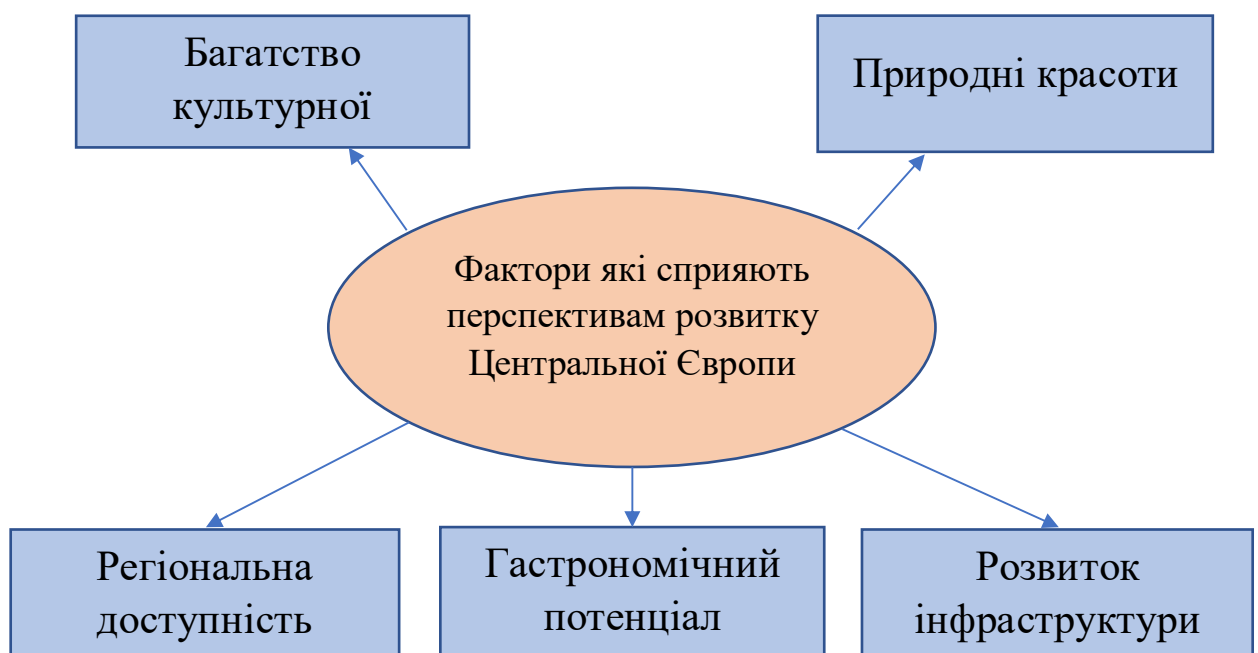 Багатство
культурної
Природні красоти
Фактори які сприяють
перспективам розвитку
Центральної Європи
Регіональна
доступність
Гастрономічний
потенціал
Розвиток
інфраструктури